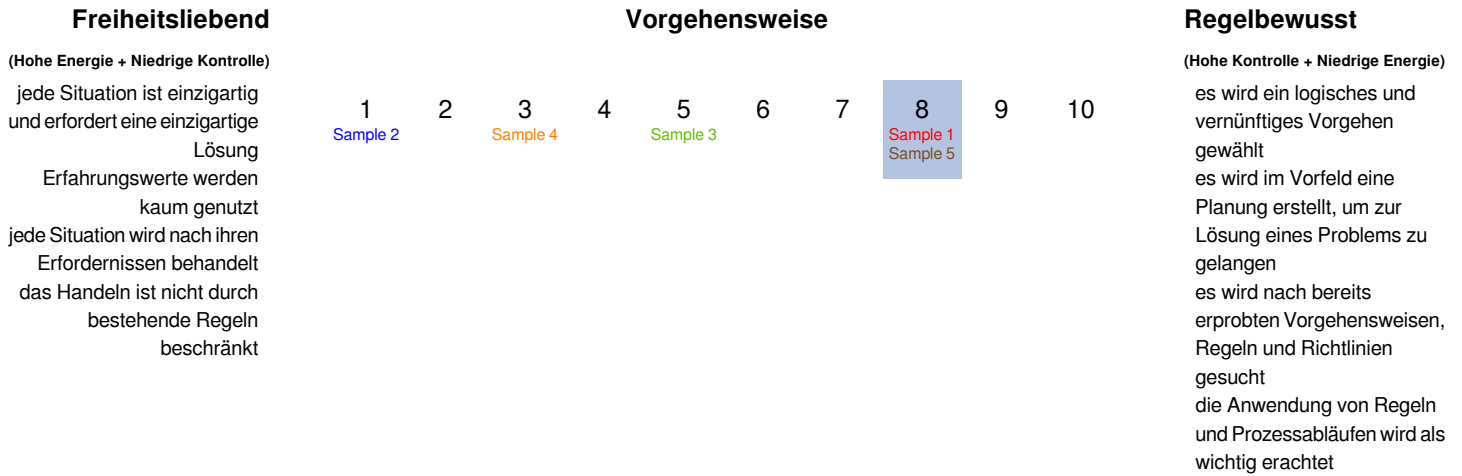 Freiheitsliebend
(Hohe Energie + Niedrige Kontrolle)
jede Situation ist einzigartig
und erfordert eine einzigartige
Lösung
Erfahrungswerte werden
kaum genutzt
jede Situation wird nach ihren
Erfordernissen behandelt
das Handeln ist nicht durch
bestehende Regeln
beschränkt
Vorgehensweise
1 2 3 4 5 6 7 8 9 10
Sample 2 Sample 4 Sample 3 Sample 1
Sample 5
Regelbewusst
(Hohe Kontrolle + Niedrige Energie)
es wird ein logisches und
vernünftiges Vorgehen
gewählt
es wird im Vorfeld eine
Planung erstellt, um zur
Lösung eines Problems zu
gelangen
es wird nach bereits
erprobten Vorgehensweisen,
Regeln und Richtlinien
gesucht
die Anwendung von Regeln
und Prozessabläufen wird als
wichtig erachtet